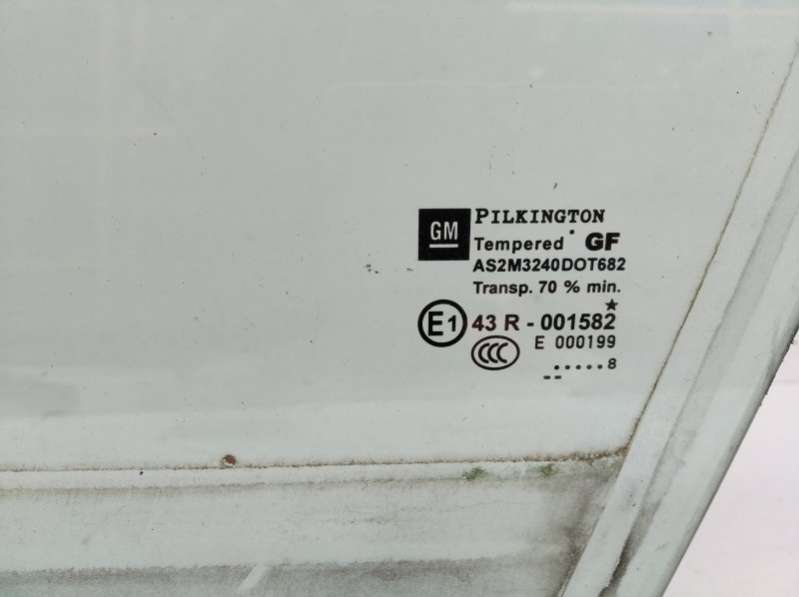 GM
PILKINGTON
Tempered GF
AS2M3240DOT682
Transp. 70 % min.
E1 43 R - 001582
CCC E 000199
.....8
--